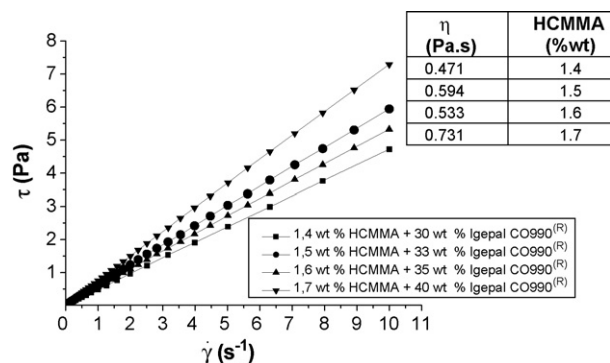 8
7
6
5
4
3
2
1
τ (Pa)
0 1 2 3 4 5 6 7 8 9 10 11
γ̇ (s⁻¹)
η (Pa.s) HCMMA (%wt)
0.471 1.4
0.594 1.5
0.533 1.6
0.731 1.7
1,4 wt % HCMMA + 30 wt % Igepal CO990(R)
1,5 wt % HCMMA + 33 wt % Igepal CO990(R)
1,6 wt % HCMMA + 35 wt % Igepal CO990(R)
1,7 wt % HCMMA + 40 wt % Igepal CO990(R)